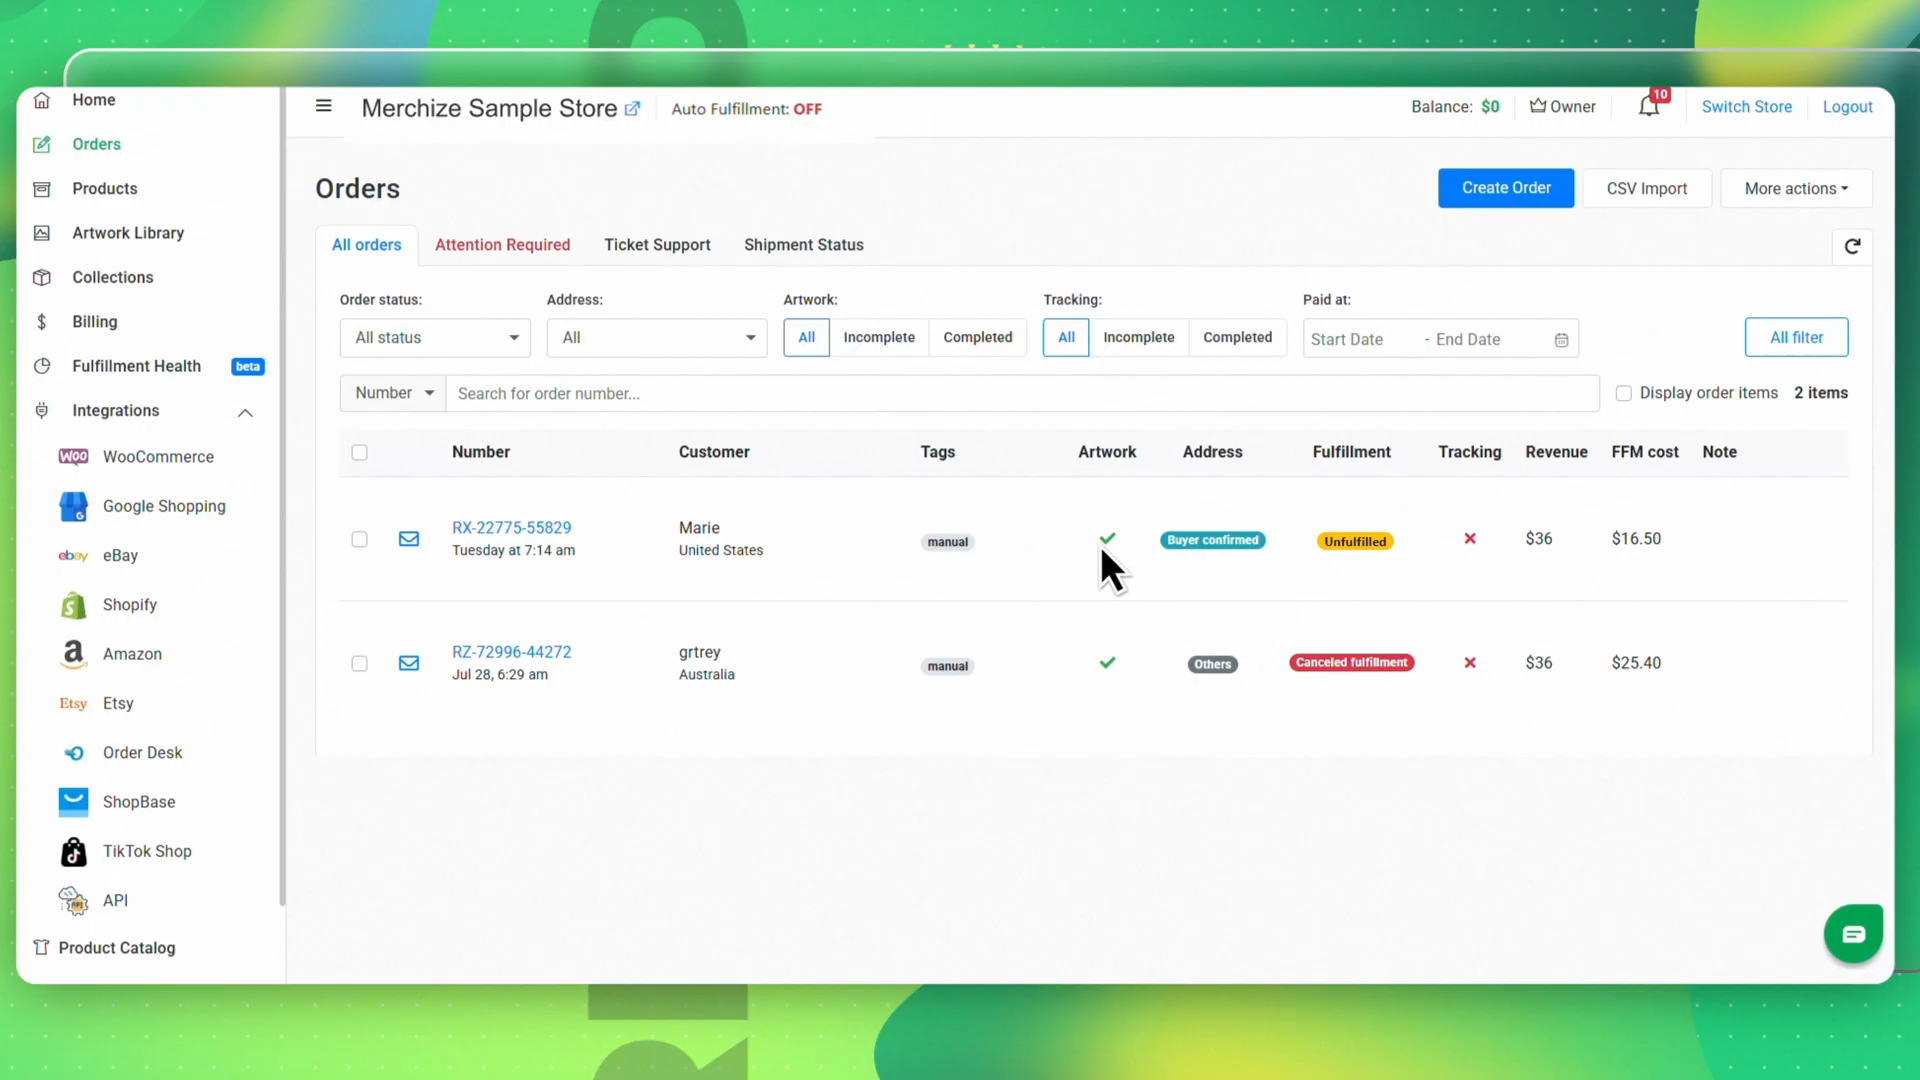 Home
Orders
Products
Artwork Library
Collections
Billing
Fulfillment Health beta
Integrations
WOO WooCommerce
Google Shopping
ebay eBay
Shopify
Amazon
Etsy Etsy
Order Desk
ShopBase
TikTok Shop
API
Product Catalog
Merchize Sample Store Auto Fulfillment: OFF Balance: $0 Owner 10 Switch Store Logout
Orders Create Order CSV Import More actions
All orders Attention Required Ticket Support Shipment Status
Order status: Address: Artwork: Tracking: Paid at:
All status All All Incomplete Completed All Incomplete Completed Start Date - End Date All filter
Number Search for order number... Display order items 2 items
Number Customer Tags Artwork Address Fulfillment Tracking Revenue FFM cost Note
RX-22775-55829 Marie manual Buyer confirmed Unfulfilled $36 $16.50
Tuesday at 7:14 am United States
RZ-72996-44272 grtrey manual Others Canceled fulfillment $36 $25.40
Jul 28, 6:29 am Australia